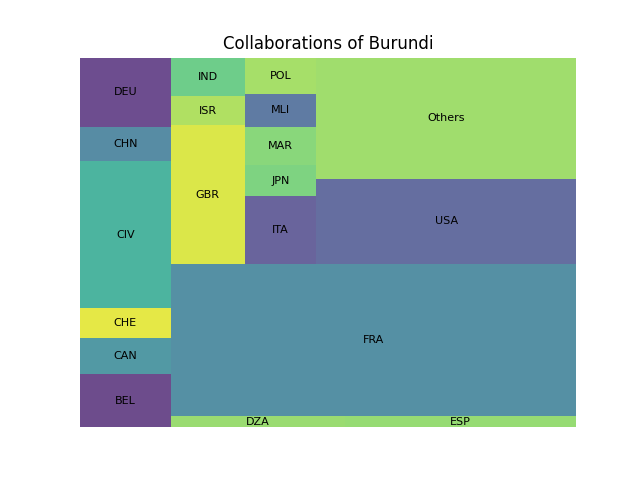 Collaborations of Burundi
DEU
CHN
CIV
CHE
CAN
BEL
IND
ISR
GBR
POL
MLI
MAR
JPN
ITA
Others
USA
FRA
DZA
ESP